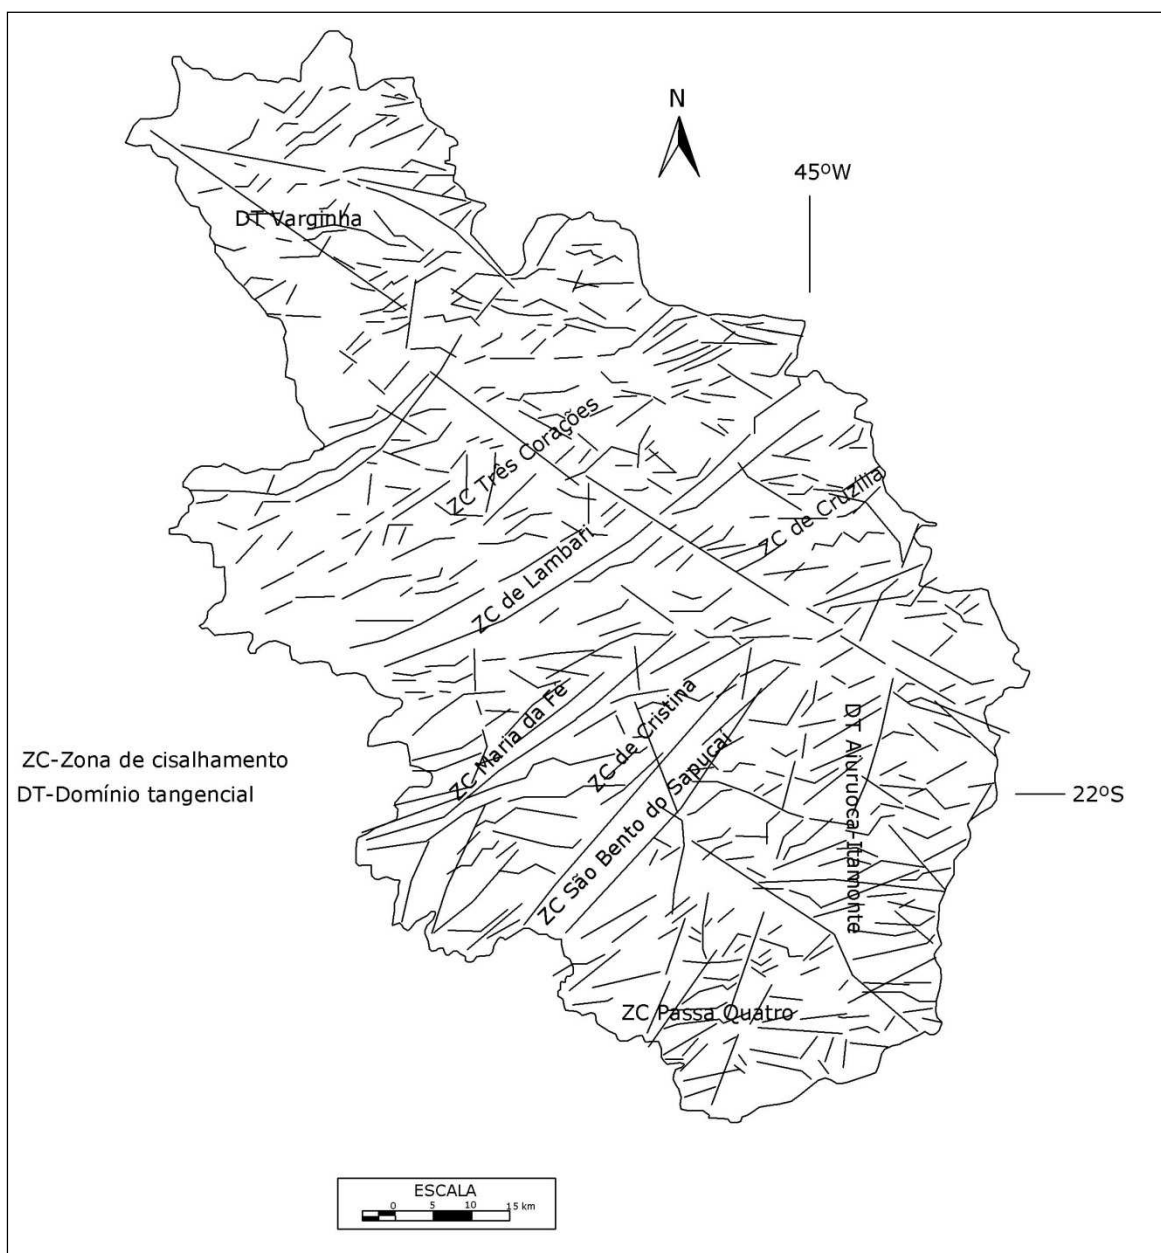 N
45ºW
DT Varginha
ZC Três Corações
ZC de Cruzília
ZC de Lambari
ZC Maria da Fé
ZC de Cristina
DT Aiuruoca-Itamonte
ZC São Bento do Sapucaí
ZC-Zona de cisalhamento
DT-Domínio tangencial
22ºS
ZC Passa Quatro
ESCALA
0 5 10 15 km